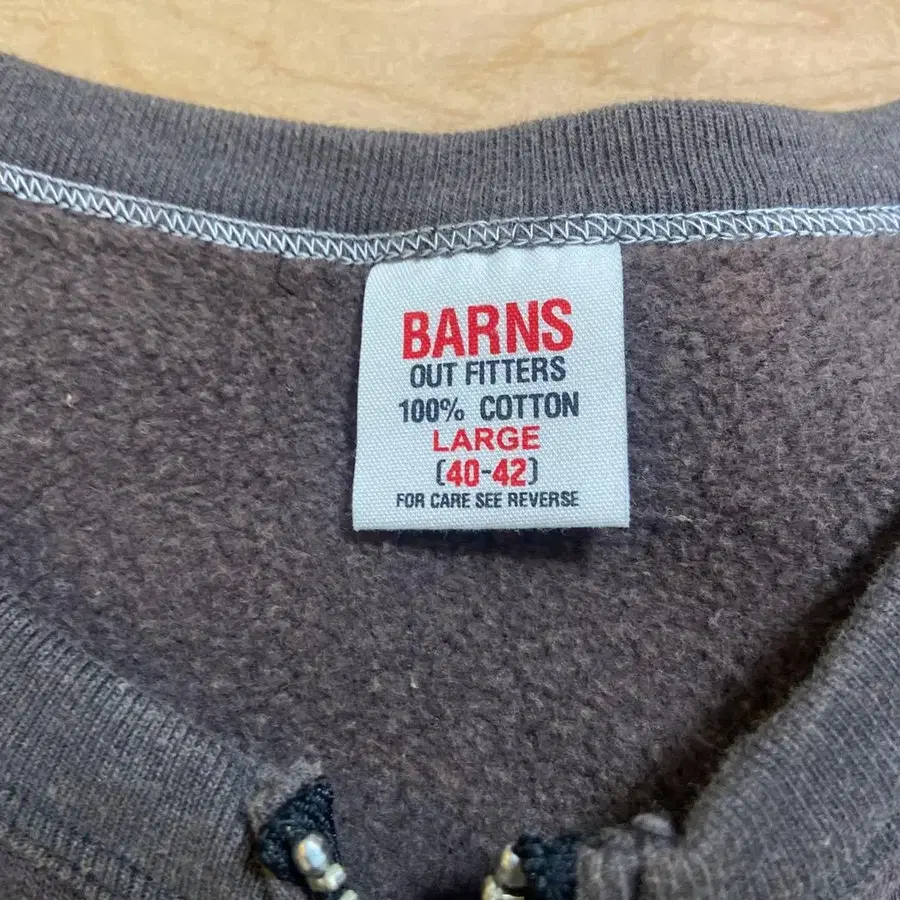 BARNS
OUT FITTERS
100% COTTON
LARGE
(40-42)
FOR CARE SEE REVERSE